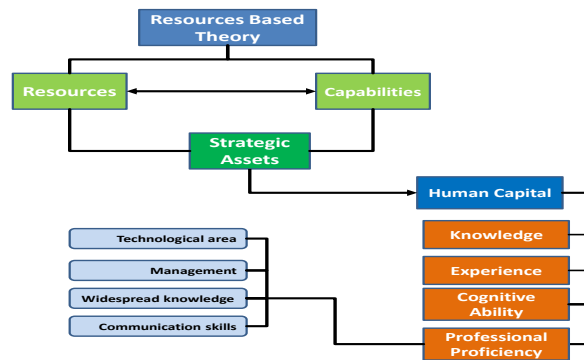 Resources Based
Theory
Resources
Capabilities
Strategic
Assets
Human Capital
Technological area
Management
Widespread knowledge
Communication skills
Knowledge
Experience
Cognitive
Ability
Professional
Proficiency